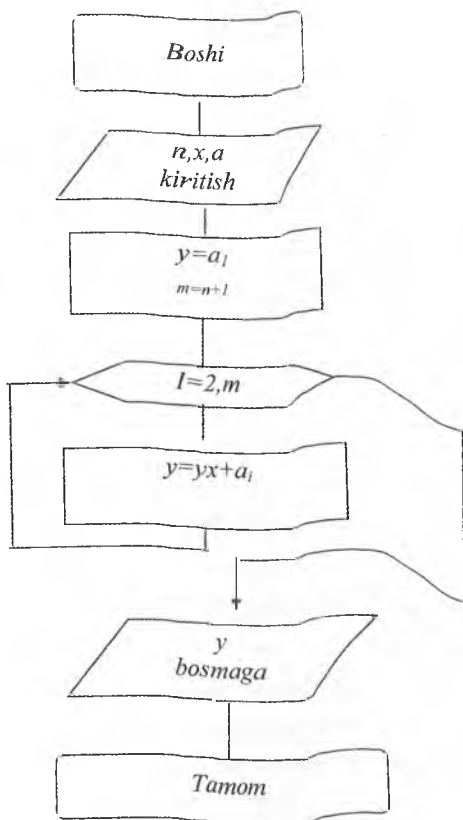 Boshi
n,x,a
kiritish
y=a₁
m=n+1
I=2,m
y=yx+aᵢ
y
bosmaga
Tamom